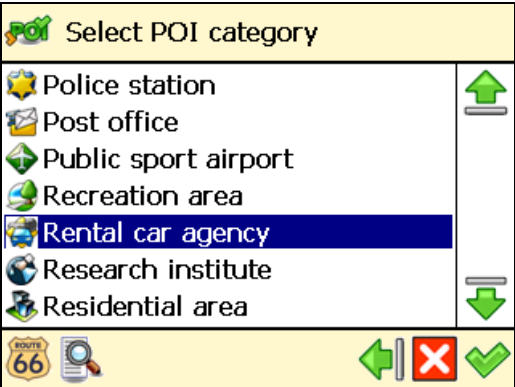 POI Select POI category
Police station
Post office
Public sport airport
Recreation area
Rental car agency
Research institute
Residential area
ROUTE
66